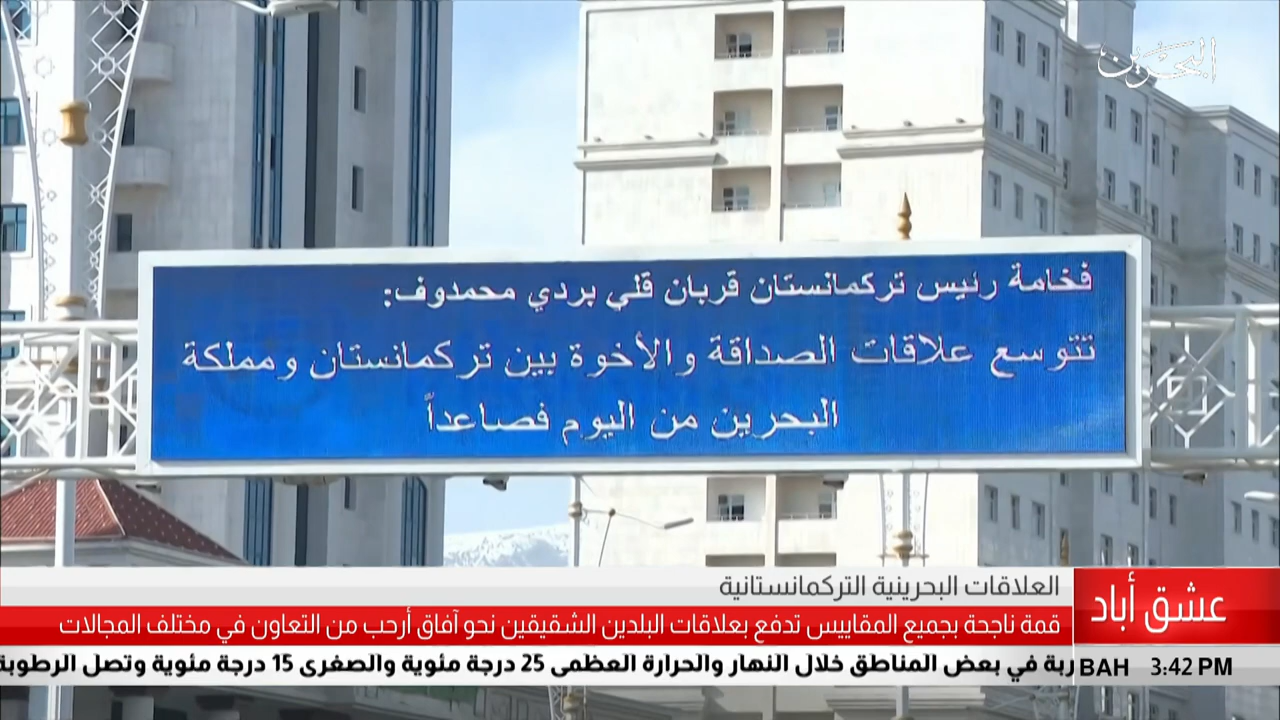 البحرين
فخامة رئيس تركمانستان قربان قلي بردي محمدوف:
تتوسع علاقات الصداقة والأخوة بين تركمانستان ومملكة
البحرين من اليوم فصاعداً
العلاقات البحرينية التركمانستانية
عشق أباد
قمة ناجحة بجميع المقاييس تدفع بعلاقات البلدين الشقيقين نحو آفاق أرحب من التعاون في مختلف المجالات
BAH 3:42 PM
ربة في بعض المناطق خلال النهار والحرارة العظمى 25 درجة مئوية والصغرى 15 درجة مئوية وتصل الرطوبة